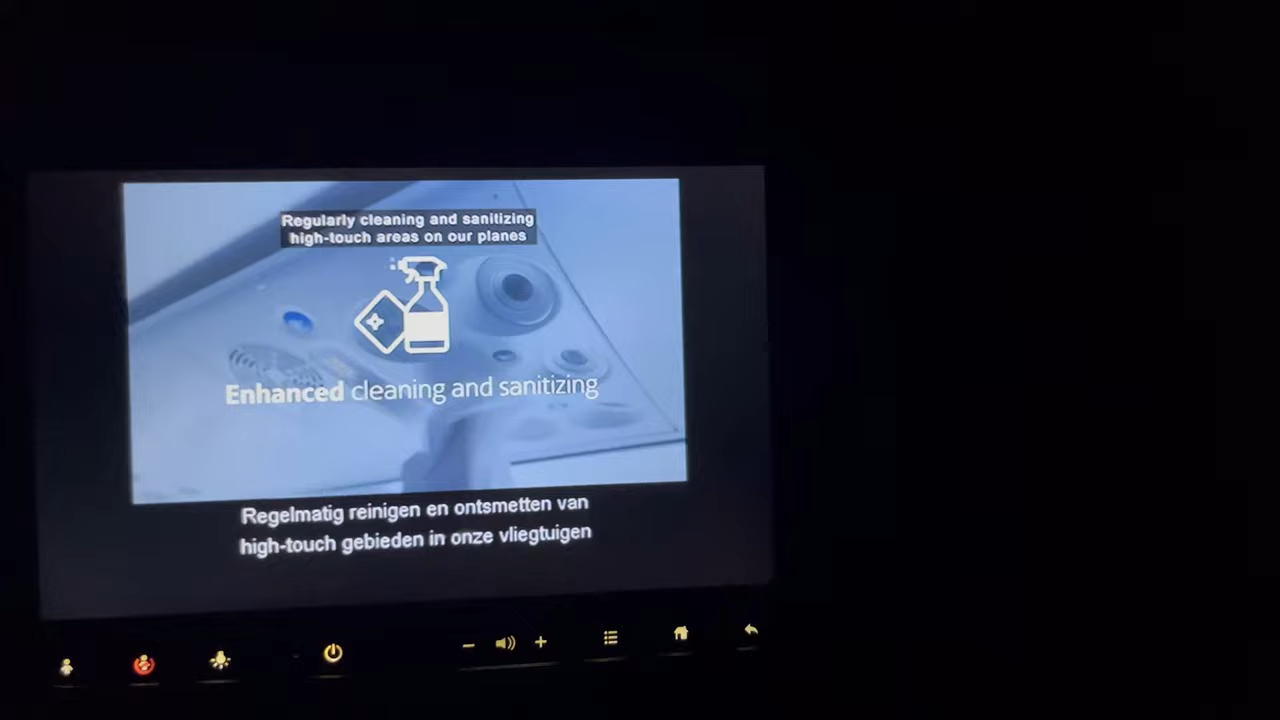 Regularly cleaning and sanitizing
high-touch areas on our planes
Enhanced cleaning and sanitizing
Regelmatig reinigen en ontsmetten van
high-touch gebieden in onze vliegtuigen